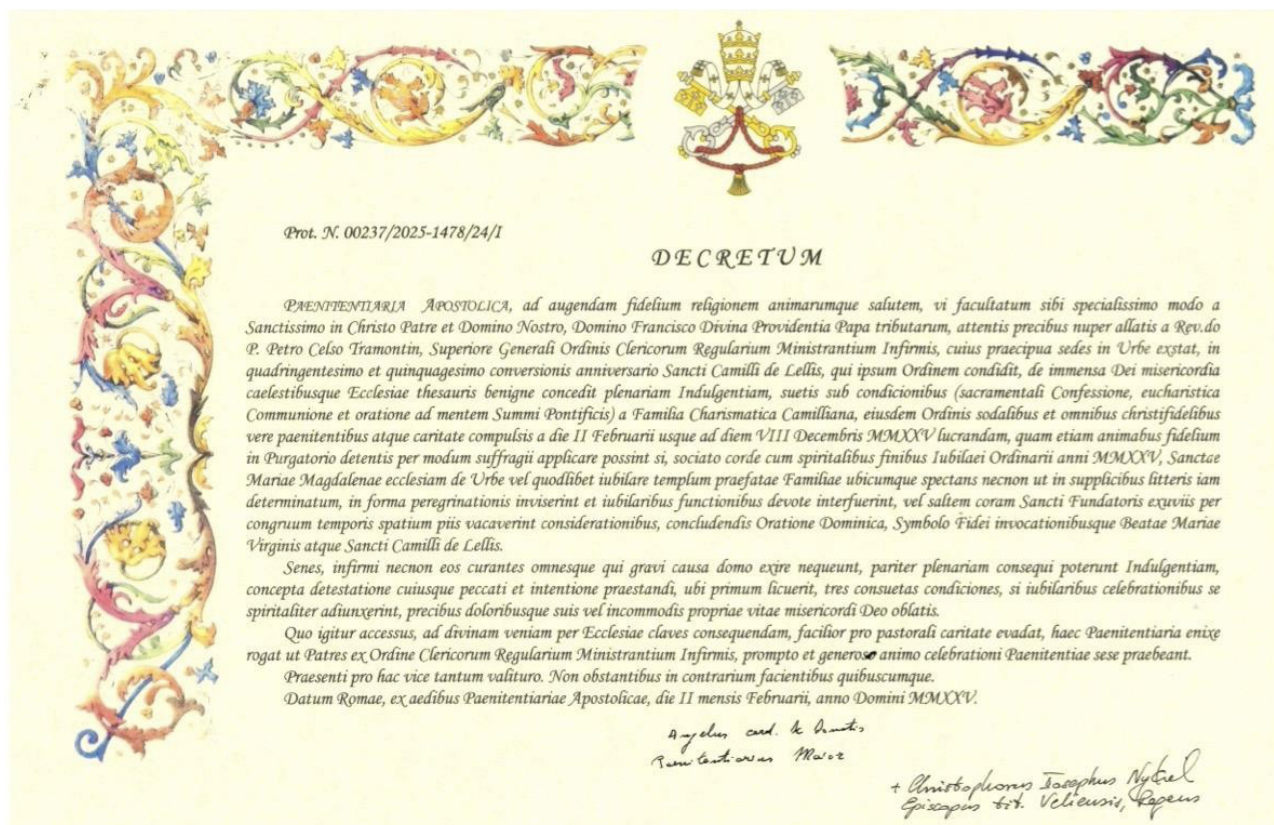 Prot. N. 00237/2025-1478/24/I
DECRETUM
PAENITENTIARIA APOSTOLICA, ad augendam fidelium religionem animarumque salutem, vi facultatum sibi specialissimo modo a
Sanctissimo in Christo Patre et Domino Nostro, Domino Francisco Divina Providentia Papa tributarum, attentis precibus nuper allatis a Rev.do
P. Petro Celso Tramontin, Superiore Generali Ordinis Clericorum Regularium Ministrantium Infirmis, cuius praecipua sedes in Urbe exstat, in
quadringentesimo et quinquagesimo conversionis anniversario Sancti Camilli de Lellis, qui ipsum Ordinem condidit, de immensa Dei misericordia
caelestibusque Ecclesiae thesauris benigne concedit plenariam Indulgentiam, suetis sub condicionibus (sacramentali Confessione, eucharistica
Communione et oratione ad mentem Summi Pontificis) a Familia Charismatica Camilliana, eiusdem Ordinis sodalibus et omnibus christifidelibus
vere paenitentibus atque caritate compulsis a die II Februarii usque ad diem VIII Decembris MMXXV lucrandam, quam etiam animabus fidelium
in Purgatorio detentis per modum suffragii applicare possint si, sociato corde cum spiritalibus finibus Iubilaei Ordinarii anni MMXXV, Sanctae
Mariae Magdalenae ecclesiam de Urbe vel quodlibet iubilare templum praefatae Familiae ubicumque spectans necnon ut in supplicibus litteris iam
determinatum, in forma peregrinationis inviserint et iubilaribus functionibus devote interfuerint, vel saltem coram Sancti Fundatoris exuviis per
congruum temporis spatium piis vacaverint considerationibus, concludendis Oratione Dominica, Symbolo Fidei invocationibusque Beatae Mariae
Virginis atque Sancti Camilli de Lellis.
Senes, infirmi necnon eos curantes omnesque qui gravi causa domo exire nequeunt, pariter plenariam consequi poterunt Indulgentiam,
concepta detestatione cuiusque peccati et intentione praestandi, ubi primum licuerit, tres consuetas condiciones, si iubilaribus celebrationibus se
spiritaliter adiunxerint, precibus doloribusque suis vel incommodis propriae vitae misericordi Deo oblatis.
Quo igitur accessus, ad divinam veniam per Ecclesiae claves consequendam, facilior pro pastorali caritate evadat, haec Paenitentiaria enixe
rogat ut Patres ex Ordine Clericorum Regularium Ministrantium Infirmis, prompto et generoso animo celebrationi Paenitentiae sese praebeant.
Praesenti pro hac vice tantum valituro. Non obstantibus in contrarium facientibus quibuscumque.
Datum Romae, ex aedibus Paenitentiariae Apostolicae, die II mensis Februarii, anno Domini MMXXV.
Angelus card. De Donatis
Paenitentiarius Maior
+ Christophorus Iosephus Nykiel
Episcopus tit. Veliensis, Regens